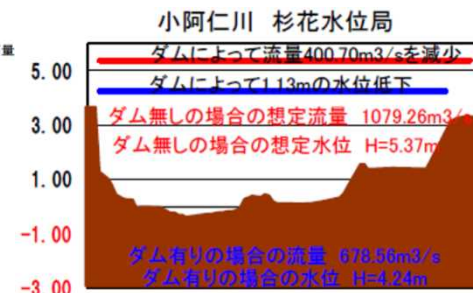 小阿仁川 杉花水位局
量
ダムによって流量400.70m3/sを減少
5.00
ダムによって1.13mの水位低下
ダム無しの場合の想定流量 1079.26m3/s
3.00
ダム無しの場合の想定水位 H=5.37m
1.00
-1.00
ダム有りの場合の流量 678.56m3/s
ダム有りの場合の水位 H=4.24m
-3.00